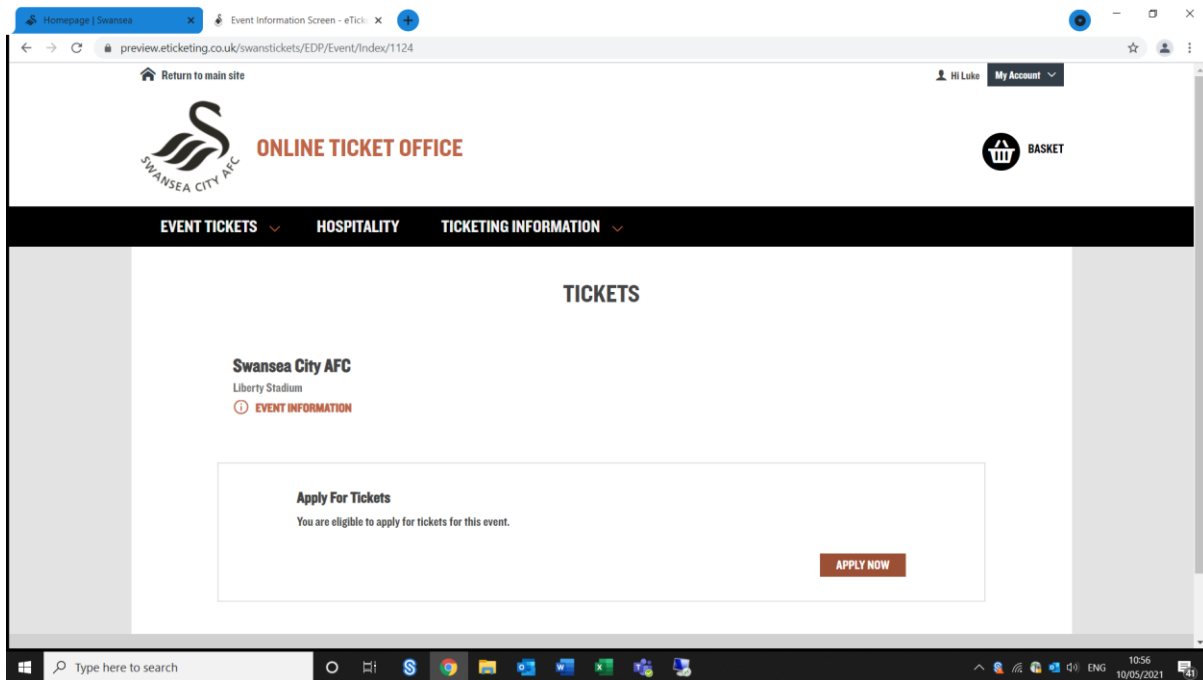 Homepage | Swansea
Event Information Screen - eTick
preview.eticketing.co.uk/swanstickets/EDP/Event/Index/1124
Return to main site
Hi Luke
My Account
SWANSEA CITY AFC
ONLINE TICKET OFFICE
BASKET
EVENT TICKETS HOSPITALITY TICKETING INFORMATION
TICKETS
Swansea City AFC
Liberty Stadium
EVENT INFORMATION
Apply For Tickets
You are eligible to apply for tickets for this event.
APPLY NOW
Type here to search
ENG
10:56
10/05/2021
41